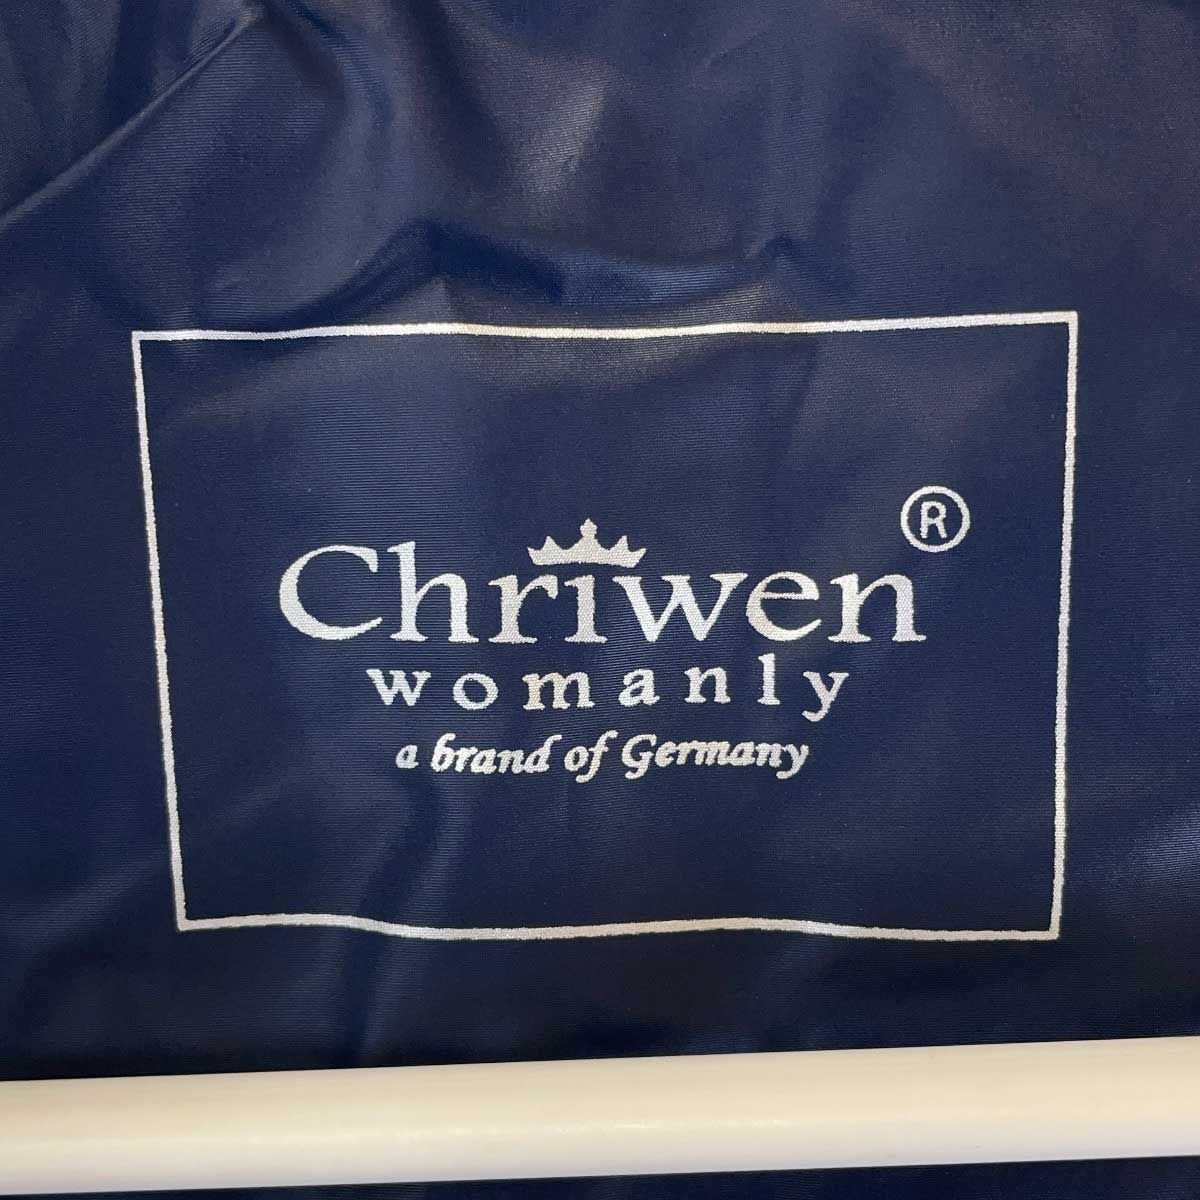 Chriwen ®
womanly
a brand of Germany